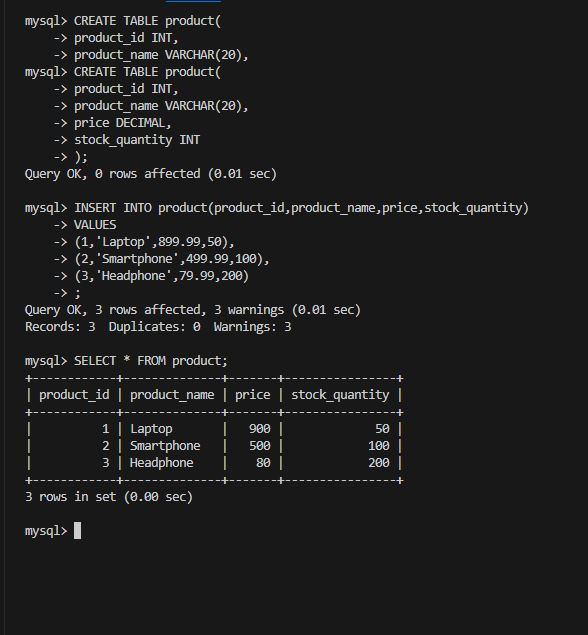 mysql> CREATE TABLE product(
    -> product_id INT,
    -> product_name VARCHAR(20),
mysql> CREATE TABLE product(
    -> product_id INT,
    -> product_name VARCHAR(20),
    -> price DECIMAL,
    -> stock_quantity INT
    -> );
Query OK, 0 rows affected (0.01 sec)

mysql> INSERT INTO product(product_id,product_name,price,stock_quantity)
    -> VALUES
    -> (1,'Laptop',899.99,50),
    -> (2,'Smartphone',499.99,100),
    -> (3,'Headphone',79.99,200)
    -> ;
Query OK, 3 rows affected, 3 warnings (0.01 sec)
Records: 3  Duplicates: 0  Warnings: 3

mysql> SELECT * FROM product;
+------------+--------------+-------+----------------+
| product_id | product_name | price | stock_quantity |
+------------+--------------+-------+----------------+
|          1 | Laptop       |   900 |             50 |
|          2 | Smartphone   |   500 |            100 |
|          3 | Headphone    |    80 |            200 |
+------------+--------------+-------+----------------+
3 rows in set (0.00 sec)

mysql>